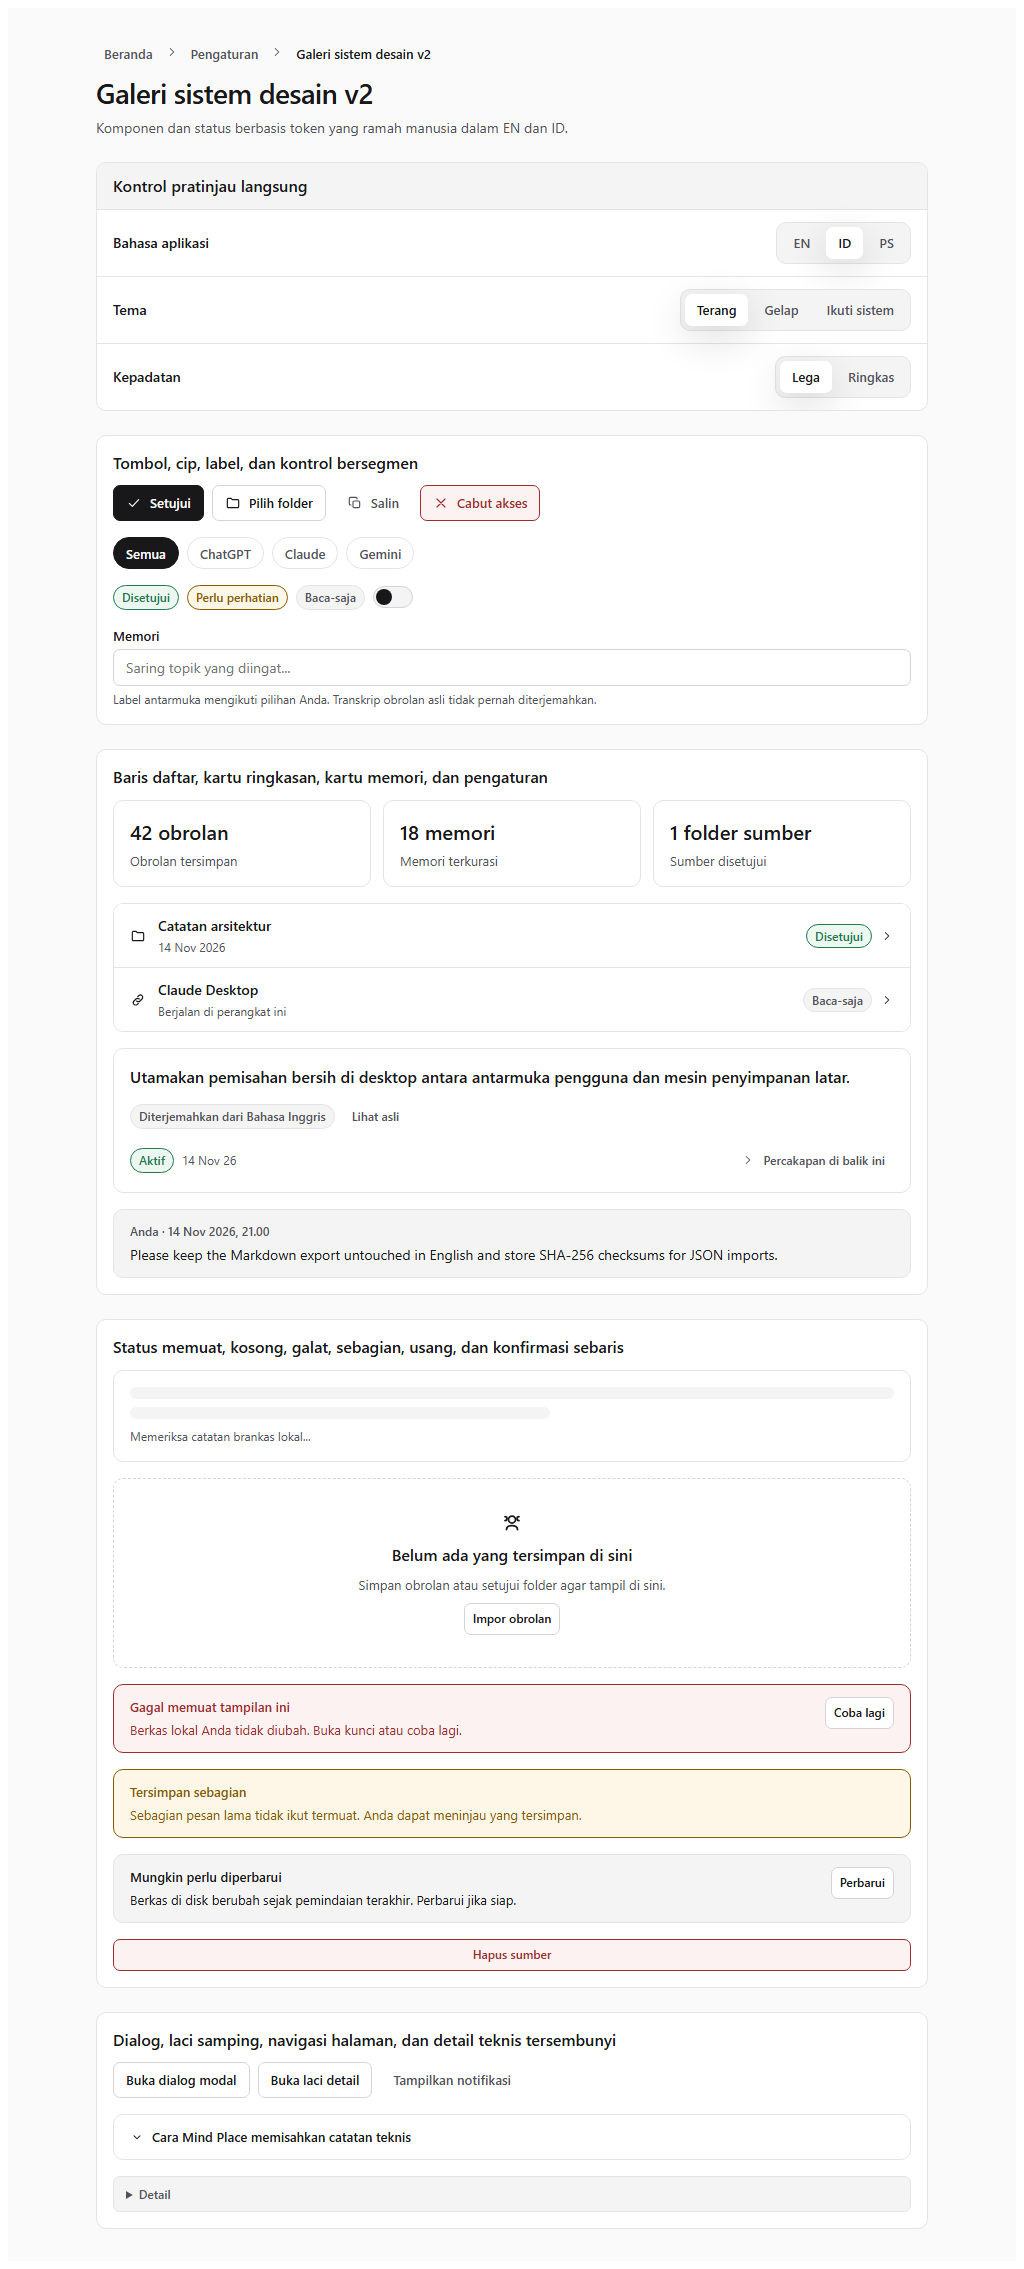 Beranda > Pengaturan > Galeri sistem desain v2
Galeri sistem desain v2
Komponen dan status berbasis token yang ramah manusia dalam EN dan ID.
Kontrol pratinjau langsung
Bahasa aplikasi EN ID PS
Tema Terang Gelap Ikuti sistem
Kepadatan Lega Ringkas
Tombol, cip, label, dan kontrol bersegmen
Setujui Pilih folder Salin Cabut akses
Semua ChatGPT Claude Gemini
Disetujui Perlu perhatian Baca-saja
Memori
Saring topik yang diingat...
Label antarmuka mengikuti pilihan Anda. Transkrip obrolan asli tidak pernah diterjemahkan.
Baris daftar, kartu ringkasan, kartu memori, dan pengaturan
42 obrolan 18 memori 1 folder sumber
Obrolan tersimpan Memori terkurasi Sumber disetujui
Catatan arsitektur
14 Nov 2026 Disetujui
Claude Desktop
Berjalan di perangkat ini Baca-saja
Utamakan pemisahan bersih di desktop antara antarmuka pengguna dan mesin penyimpanan latar.
Diterjemahkan dari Bahasa Inggris Lihat asli
Aktif 14 Nov 26 Percakapan di balik ini
Anda · 14 Nov 2026, 21.00
Please keep the Markdown export untouched in English and store SHA-256 checksums for JSON imports.
Status memuat, kosong, galat, sebagian, usang, dan konfirmasi sebaris
Memeriksa catatan brankas lokal...
Belum ada yang tersimpan di sini
Simpan obrolan atau setujui folder agar tampil di sini.
Impor obrolan
Gagal memuat tampilan ini
Berkas lokal Anda tidak diubah. Buka kunci atau coba lagi.
Coba lagi
Tersimpan sebagian
Sebagian pesan lama tidak ikut termuat. Anda dapat meninjau yang tersimpan.
Mungkin perlu diperbarui
Berkas di disk berubah sejak pemindaian terakhir. Perbarui jika siap.
Perbarui
Hapus sumber
Dialog, laci samping, navigasi halaman, dan detail teknis tersembunyi
Buka dialog modal Buka laci detail Tampilkan notifikasi
Cara Mind Place memisahkan catatan teknis
Detail